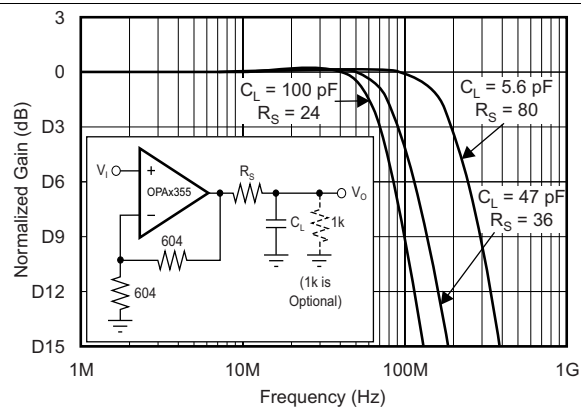 3
0
D3
D6
D9
D12
D15
Normalized Gain (dB)
C_L = 100 pF
R_S = 24
C_L = 5.6 pF
R_S = 80
C_L = 47 pF
R_S = 36
V_I
+
OPAx355
−
R_S
V_O
C_L
1k
604
604
(1k is
Optional)
1M
10M
100M
1G
Frequency (Hz)